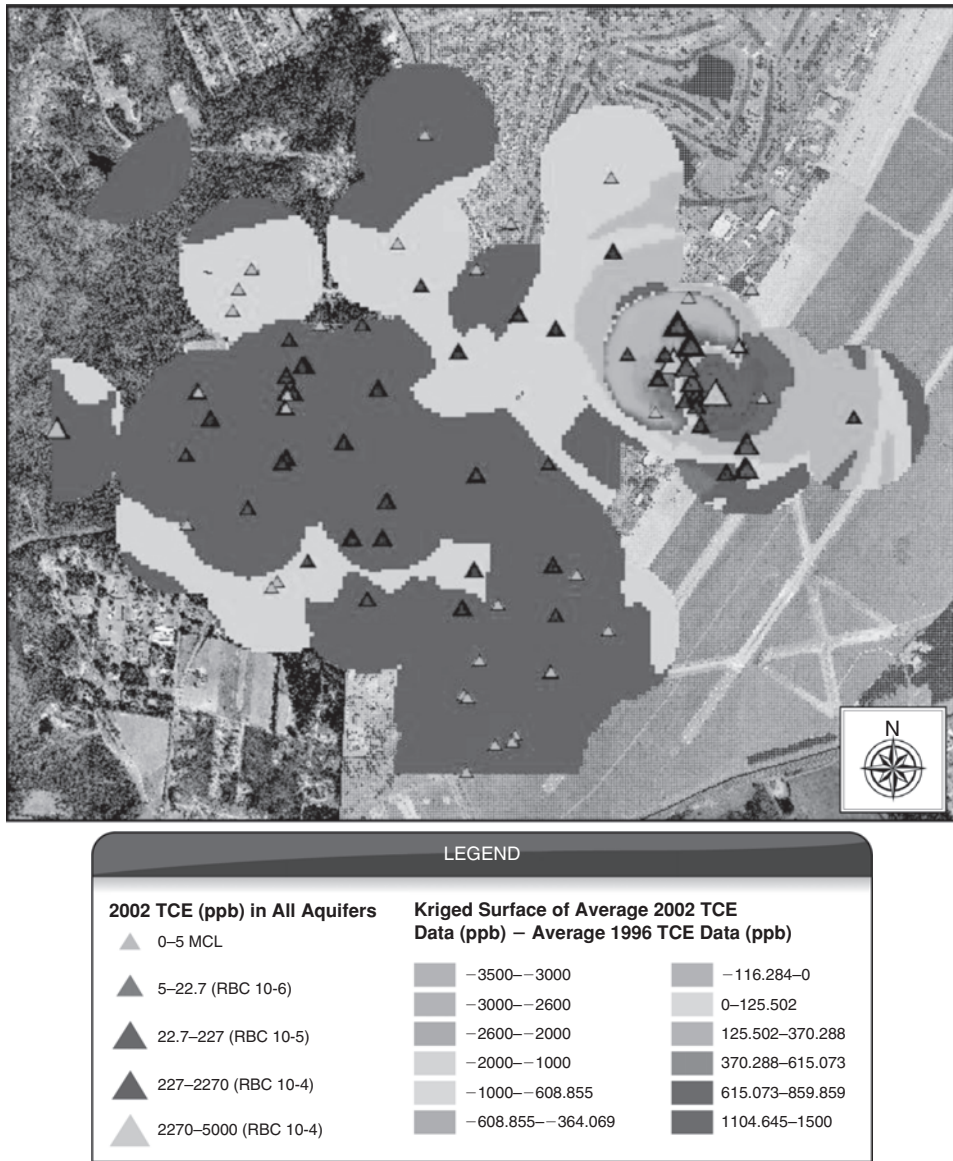 N
LEGEND
2002 TCE (ppb) in All Aquifers
0–5 MCL
5–22.7 (RBC 10-6)
22.7–227 (RBC 10-5)
227–2270 (RBC 10-4)
2270–5000 (RBC 10-4)
Kriged Surface of Average 2002 TCE
Data (ppb) − Average 1996 TCE Data (ppb)
−3500–−3000
−3000–−2600
−2600–−2000
−2000–−1000
−1000–−608.855
−608.855–−364.069
−116.284–0
0–125.502
125.502–370.288
370.288–615.073
615.073–859.859
1104.645–1500